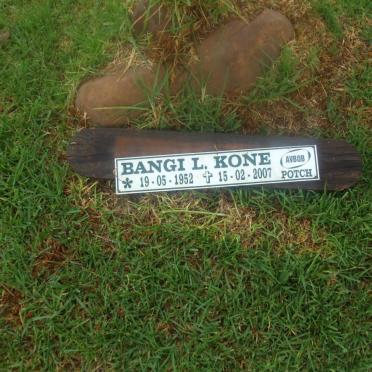 BANGI L. KONE
* 19-05-1952 ✝ 15-02-2007
AVBOB
POTCH